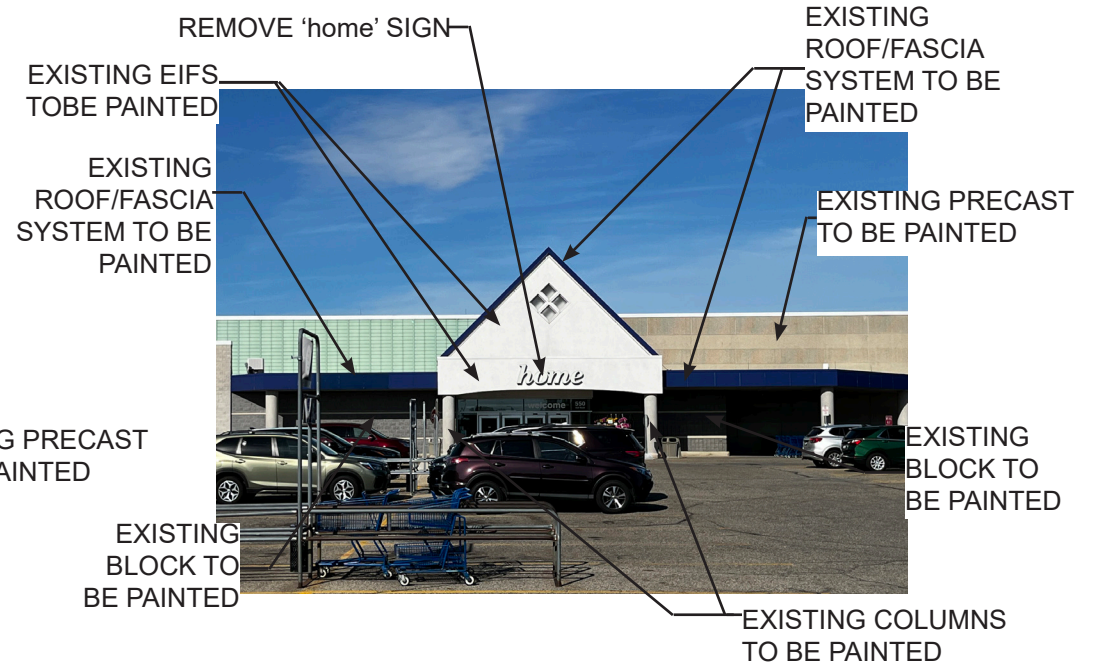 REMOVE ‘home’ SIGN
EXISTING EIFS
TOBE PAINTED
EXISTING
ROOF/FASCIA
SYSTEM TO BE
PAINTED
EXISTING
ROOF/FASCIA
SYSTEM TO BE
PAINTED
EXISTING PRECAST
TO BE PAINTED
home
welcome
550
G PRECAST
AINTED
EXISTING
BLOCK TO
BE PAINTED
EXISTING
BLOCK TO
BE PAINTED
EXISTING COLUMNS
TO BE PAINTED